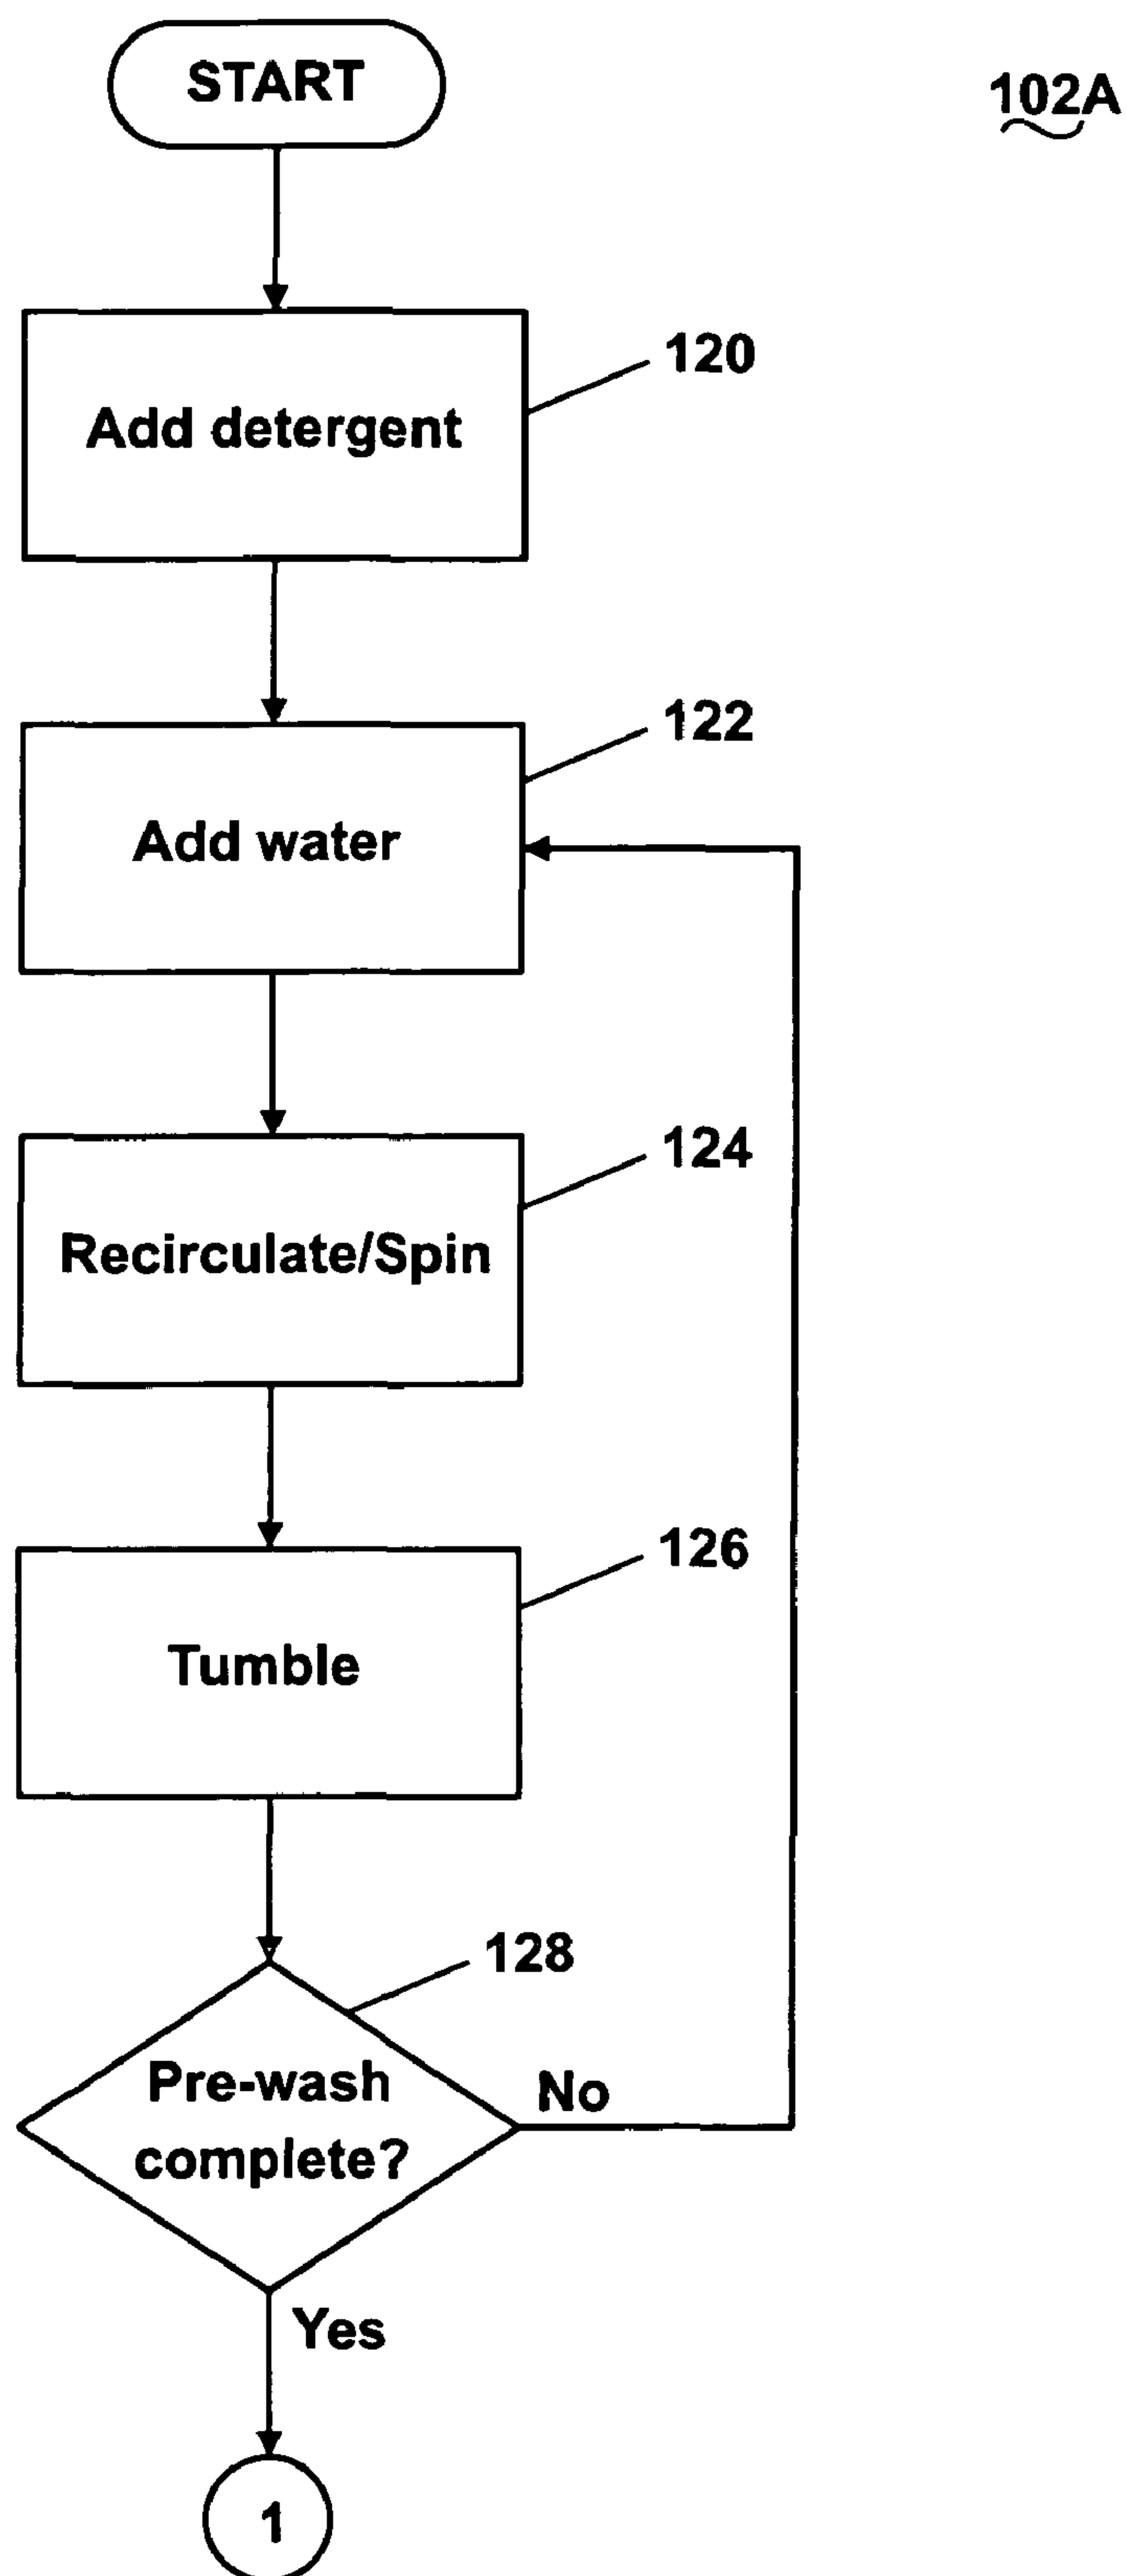 START
102A
120
Add detergent
122
Add water
124
Recirculate/Spin
126
Tumble
128
Pre-wash
complete?
No
Yes
1